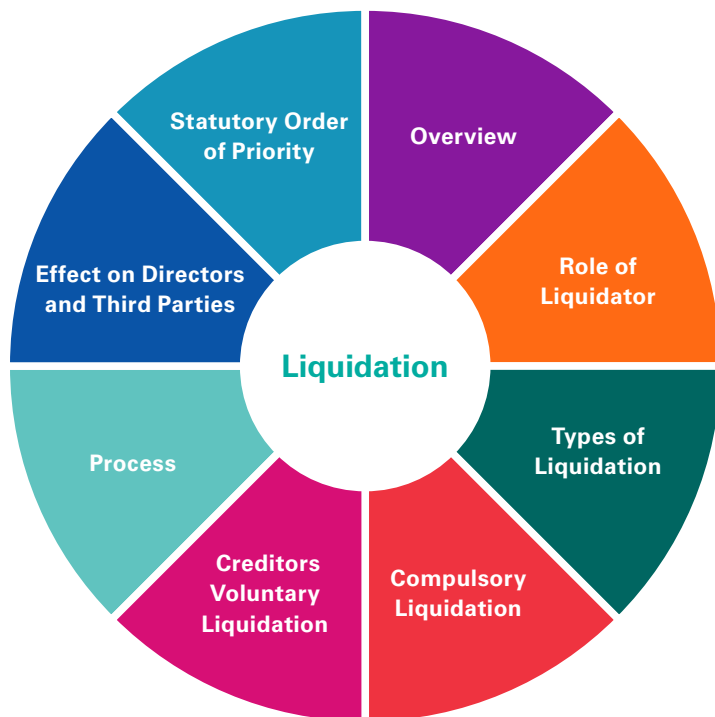 Overview
Role of
Liquidator
Types of
Liquidation
Compulsory
Liquidation
Creditors
Voluntary
Liquidation
Process
Effect on Directors
and Third Parties
Statutory Order
of Priority
Liquidation